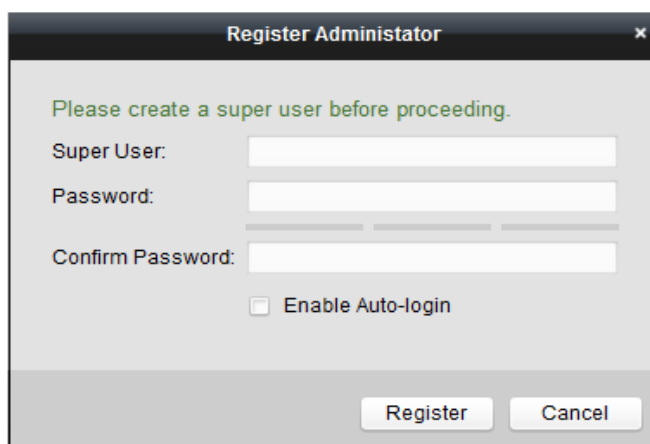 Register Administator
×
Please create a super user before proceeding.
Super User:
Password:
Confirm Password:
Enable Auto-login
Register Cancel